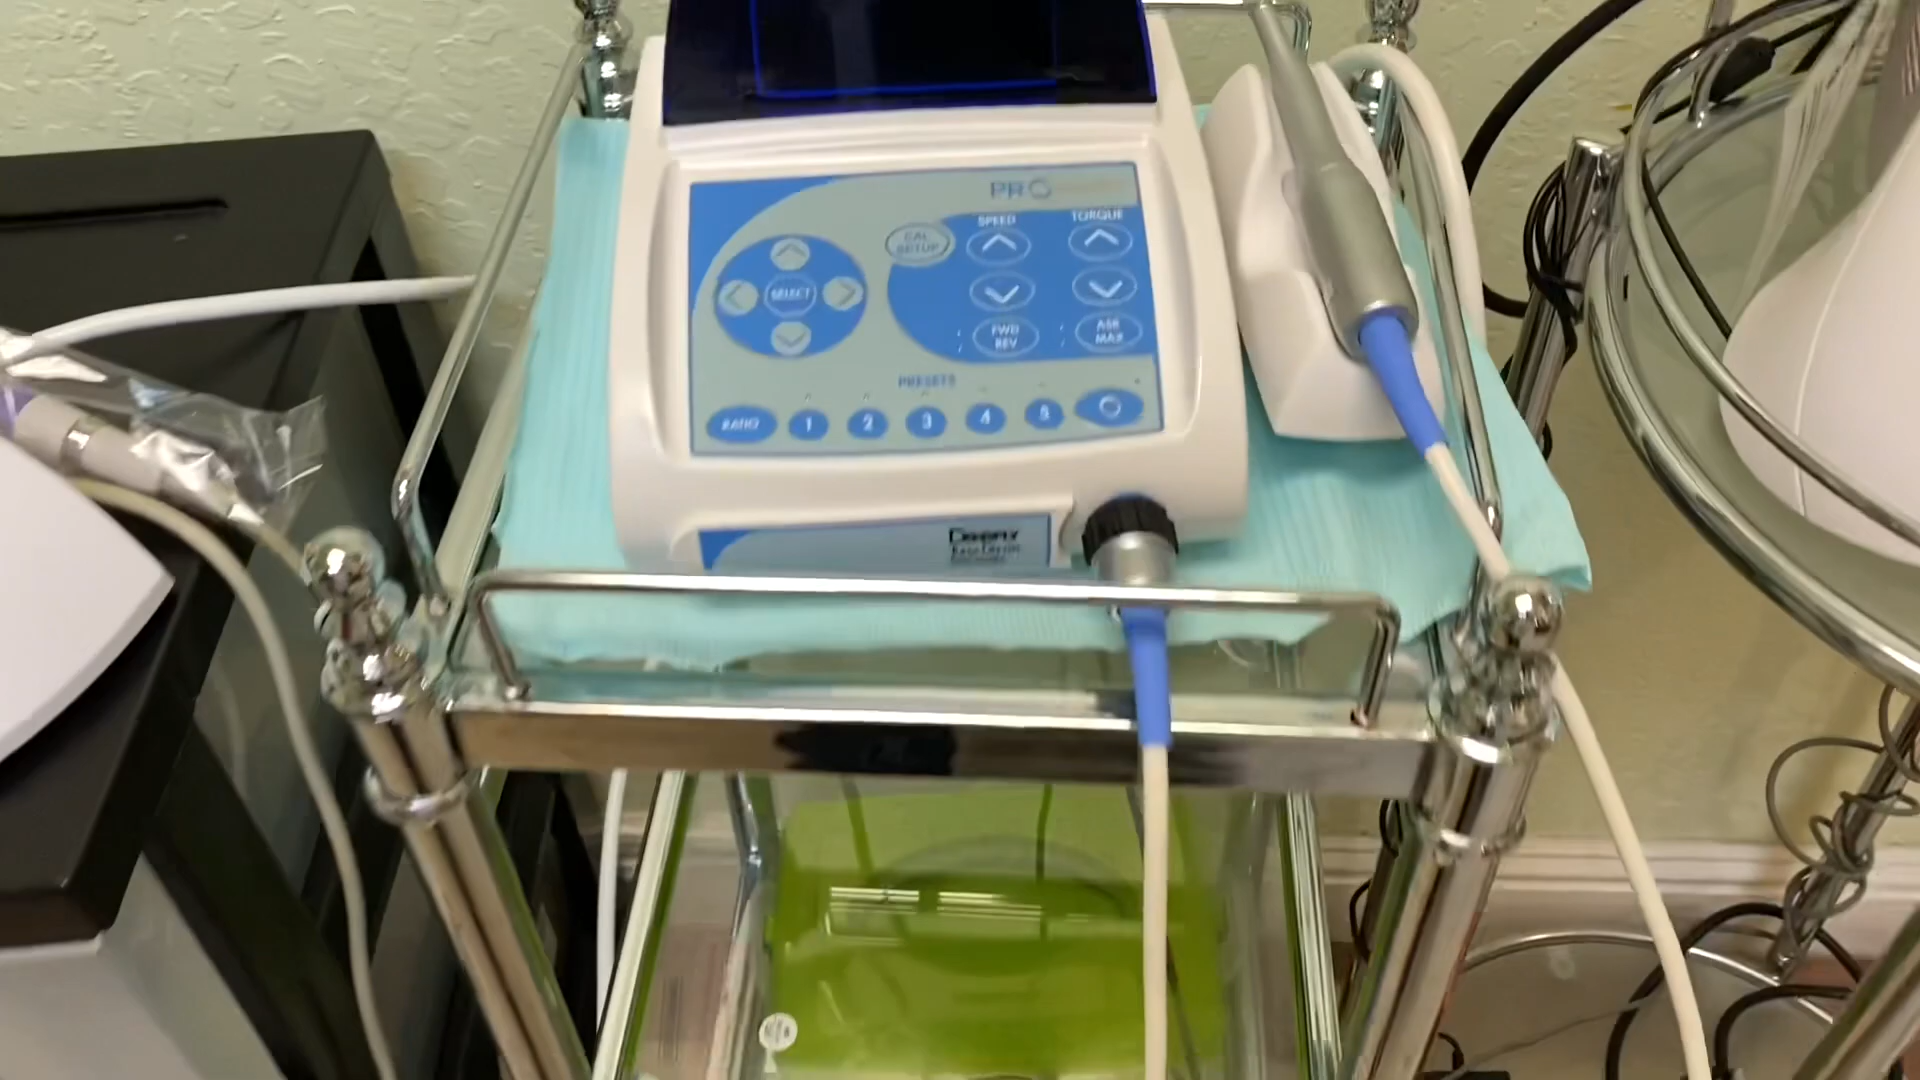 PRO
SPEED
TORQUE
CAL
SETUP
SELECT
FWD
REV
ASR
MAX
PRESETS
RATIO
1
2
3
4
5
DENTSPLY